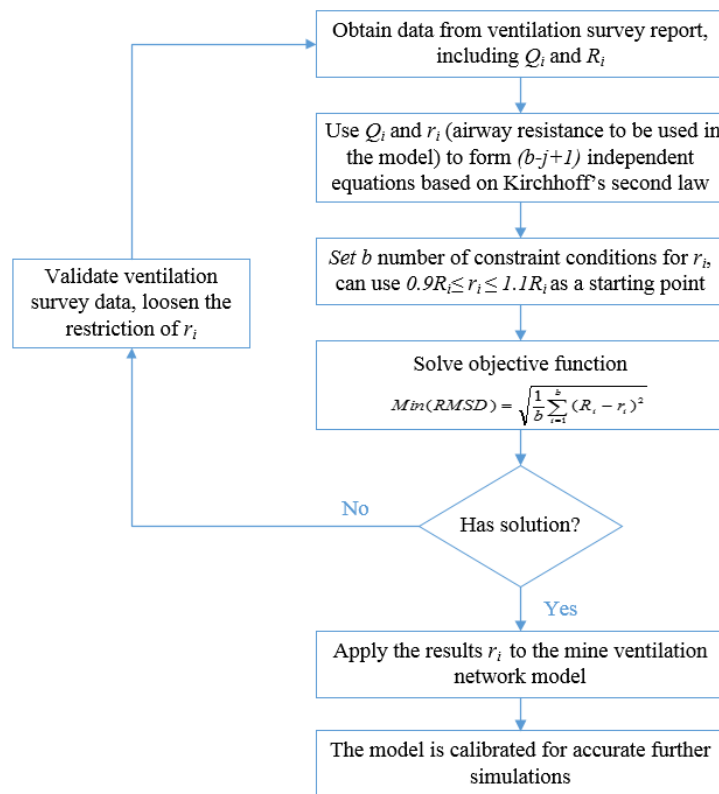 Obtain data from ventilation survey report,
including Qi and Ri
Use Qi and ri (airway resistance to be used in
the model) to form (b-j+1) independent
equations based on Kirchhoff's second law
Set b number of constraint conditions for ri,
can use 0.9Ri≤ ri ≤ 1.1Ri as a starting point
Validate ventilation
survey data, loosen the
restriction of ri
Solve objective function
Min(RMSD) = √(1/b ∑_{i=1}^{b} (Ri − ri)²)
No
Has solution?
Yes
Apply the results ri to the mine ventilation
network model
The model is calibrated for accurate further
simulations